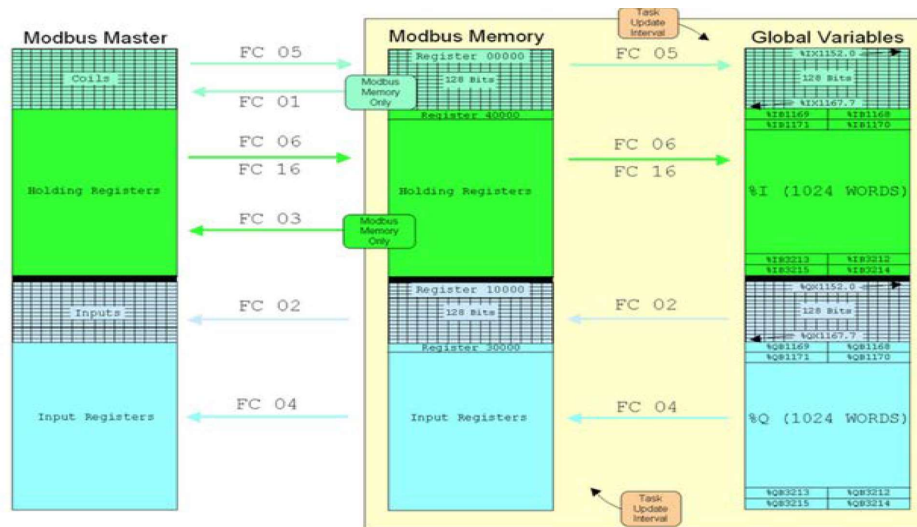 Task
Update
Interval
Modbus Master
Modbus Memory
Global Variables
Coils
FC 05
FC 01
Modbus
Memory
Only
Register 00000
128 Bits
FC 05
%IX1152.0
128 Bits
%IX1167.7
Register 40000
%IB1169 %IB1168
%IB1171 %IB1170
FC 06
FC 16
Holding Registers
FC 03
Modbus
Memory
Only
Holding Registers
FC 06
FC 16
%I (1024 WORDS)
%IB3213 %IB3212
%IB3215 %IB3214
Inputs
FC 02
Register 10000
128 Bits
FC 02
%QX1152.0
128 Bits
%QX1167.7
Register 30000
%QB1169 %QB1168
%QB1171 %QB1170
Input Registers
FC 04
Input Registers
FC 04
%Q (1024 WORDS)
%QB3213 %QB3212
%QB3215 %QB3214
Task
Update
Interval